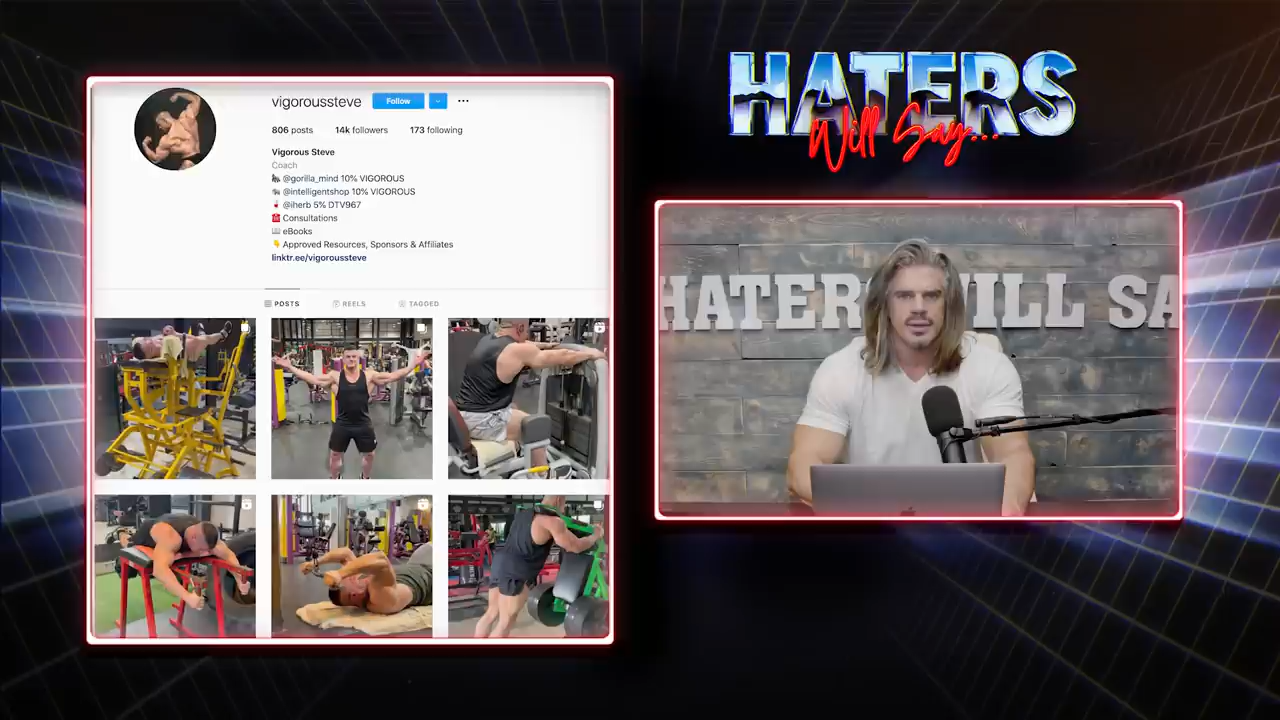 vigoroussteve Follow
806 posts 14k followers 173 following
Vigorous Steve
Coach
@gorilla_mind 10% VIGOROUS
@intelligentshop 10% VIGOROUS
@iherb 5% DTV967
Consultations
eBooks
Approved Resources, Sponsors & Affiliates
linktr.ee/vigoroussteve
POSTS REELS TAGGED
HATERS
Will Say...
HATERS WILL SA